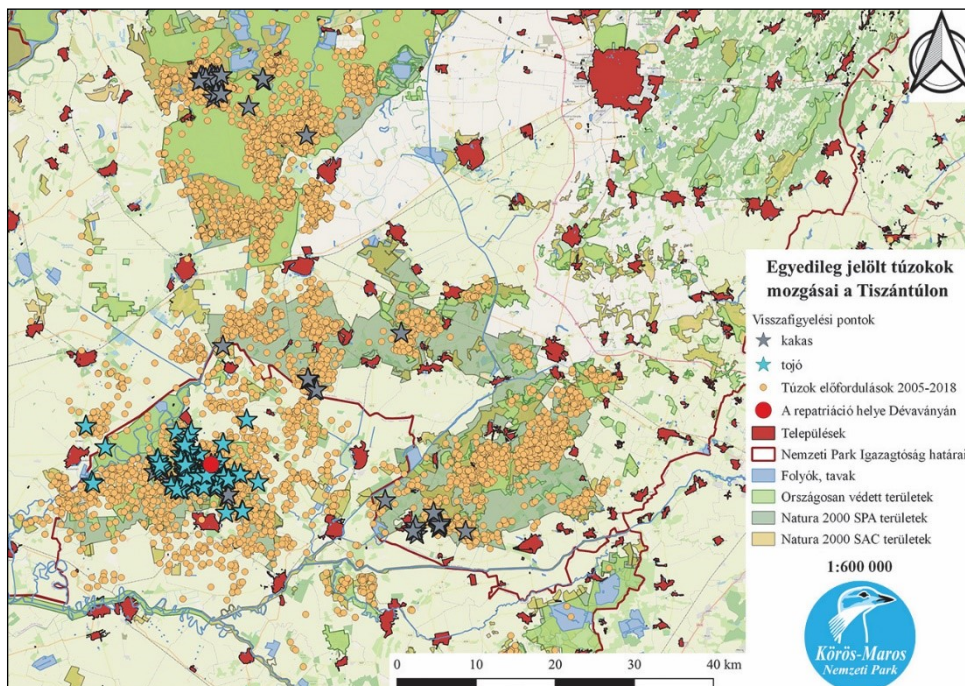 Egyedileg jelölt túzokok
mozgásai a Tiszántúlon
Visszafigyelési pontok
kakas
tojó
Túzok előfordulások 2005-2018
A repatriáció helye Dévaványán
Települések
Nemzeti Park Igazagtóság határai
Folyók, tavak
Országosan védett területek
Natura 2000 SPA területek
Natura 2000 SAC területek
1:600 000
Körös-Maros
Nemzeti Park
0 10 20 30 40 km